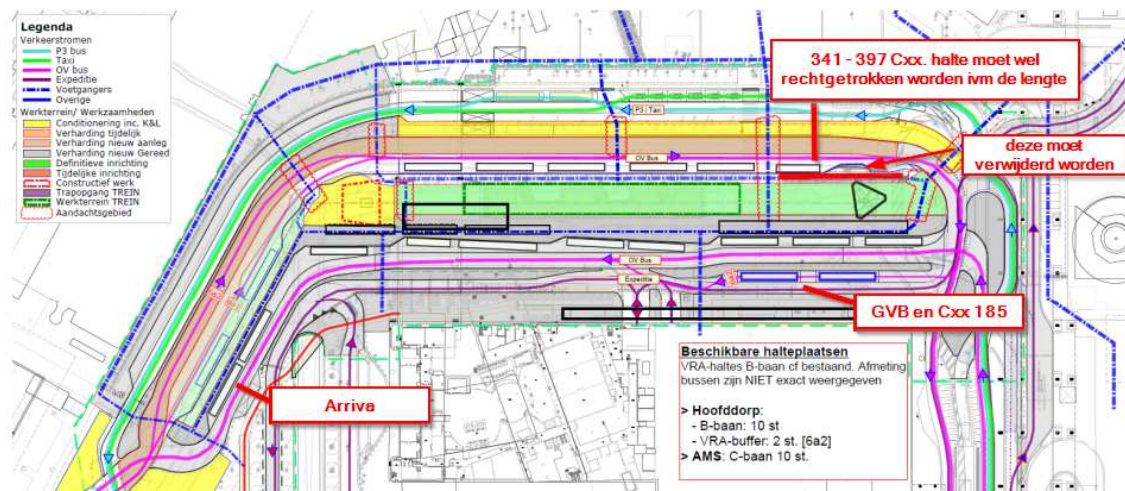 Legenda
Verkeerstromen
P3 bus
Taxi
OV bus
Expeditie
Voetgangers
Overige
Werkterrein/ Werkzaamheden
Conditionering inc. K&L
Verharding tijdelijk
Verharding nieuw aanleg
Verharding nieuw Gereed
Definitieve inrichting
Tijdelijke inrichting
Constructief werk
Trapopgang TREIN
Werkterrein TREIN
Aandachtsgebied
341 - 397 Cxx. halte moet wel
rechtgetrokken worden ivm de lengte
P3 | Taxi
deze moet
verwijderd worden
OV Bus
OV Bus
Expeditie
GVB en Cxx 185
Arriva
Beschikbare halteplaatsen
VRA-haltes B-baan cf bestaand. Afmeting
bussen zijn NIET exact weergegeven
> Hoofddorp:
- B-baan: 10 st
- VRA-buffer: 2 st. [6a2]
> AMS: C-baan 10 st.